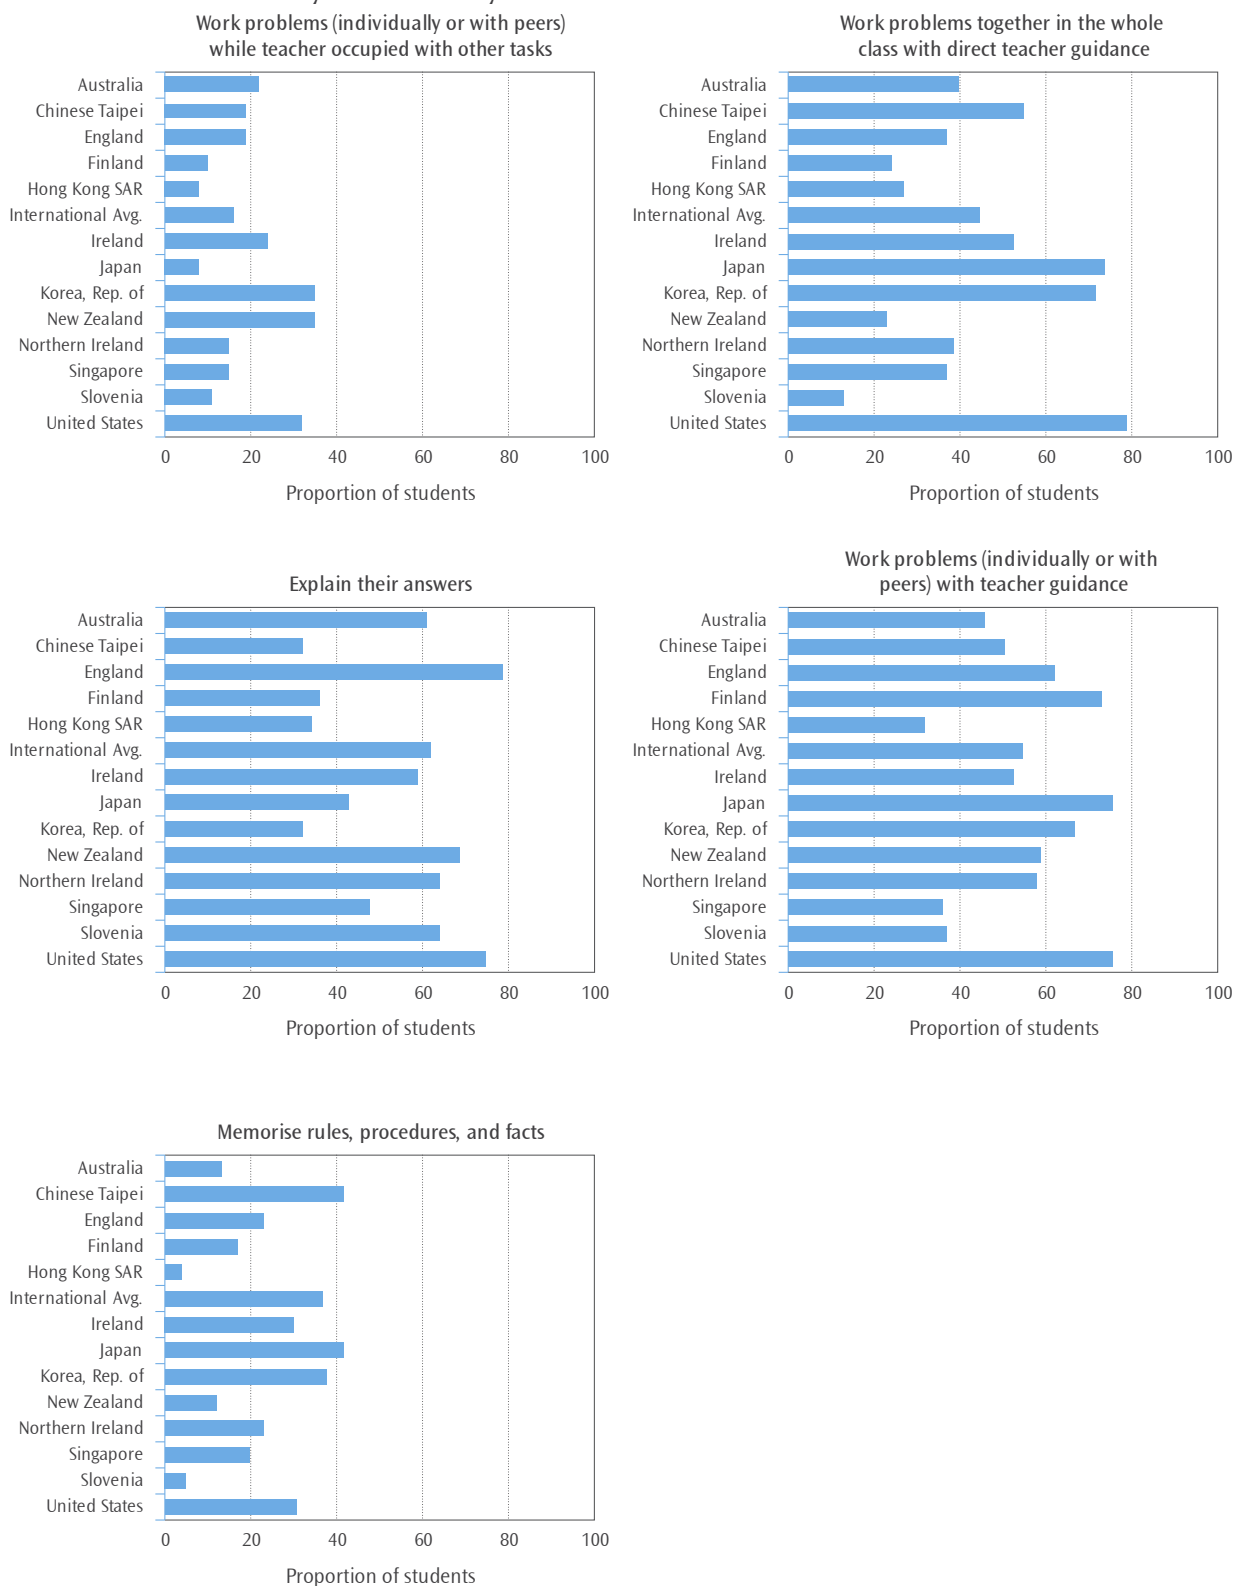 Work problems (individually or with peers)
while teacher occupied with other tasks
Australia
Chinese Taipei
England
Finland
Hong Kong SAR
International Avg.
Ireland
Japan
Korea, Rep. of
New Zealand
Northern Ireland
Singapore
Slovenia
United States
0 20 40 60 80 100
Proportion of students
Work problems together in the whole
class with direct teacher guidance
Australia
Chinese Taipei
England
Finland
Hong Kong SAR
International Avg.
Ireland
Japan
Korea, Rep. of
New Zealand
Northern Ireland
Singapore
Slovenia
United States
0 20 40 60 80 100
Proportion of students
Explain their answers
Australia
Chinese Taipei
England
Finland
Hong Kong SAR
International Avg.
Ireland
Japan
Korea, Rep. of
New Zealand
Northern Ireland
Singapore
Slovenia
United States
0 20 40 60 80 100
Proportion of students
Work problems (individually or with
peers) with teacher guidance
Australia
Chinese Taipei
England
Finland
Hong Kong SAR
International Avg.
Ireland
Japan
Korea, Rep. of
New Zealand
Northern Ireland
Singapore
Slovenia
United States
0 20 40 60 80 100
Proportion of students
Memorise rules, procedures, and facts
Australia
Chinese Taipei
England
Finland
Hong Kong SAR
International Avg.
Ireland
Japan
Korea, Rep. of
New Zealand
Northern Ireland
Singapore
Slovenia
United States
0 20 40 60 80 100
Proportion of students